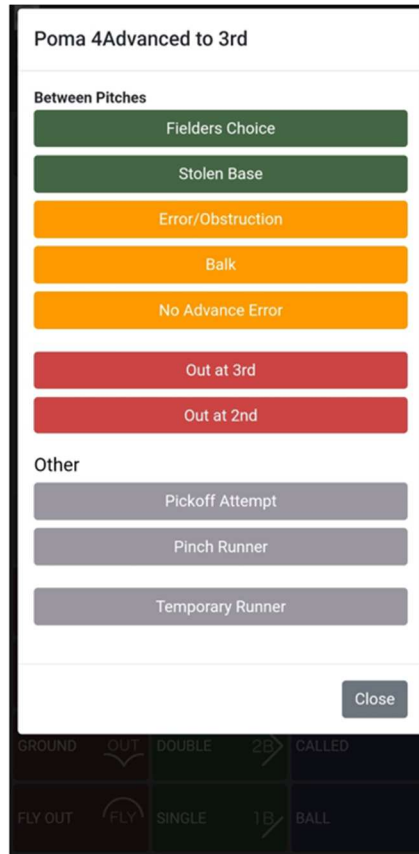 Poma 4Advanced to 3rd
Between Pitches
Fielders Choice
Stolen Base
Error/Obstruction
Balk
No Advance Error
Out at 3rd
Out at 2nd
Other
Pickoff Attempt
Pinch Runner
Temporary Runner
Close
GROUND OUT DOUBLE 2B CALLED
FLY OUT FLY SINGLE 1B BALL